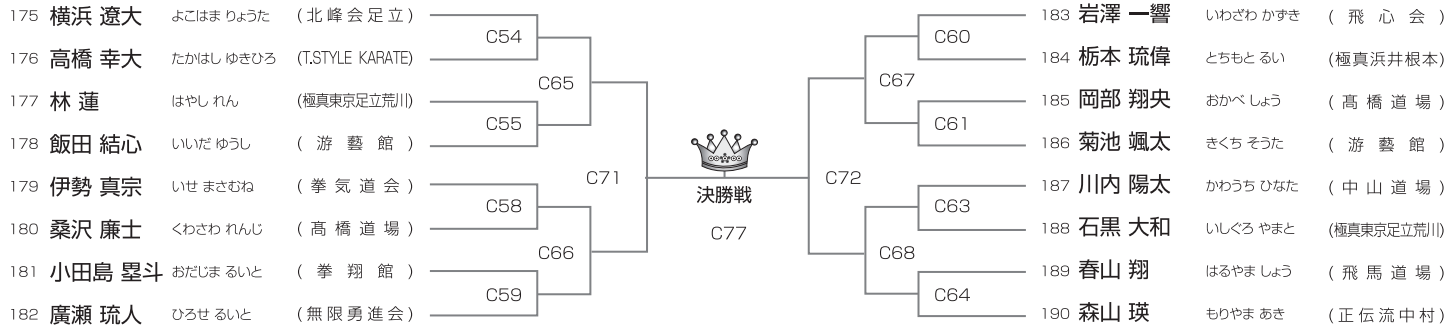 175 横浜 遼大 よこはま りょうた (北峰会足立)
176 高橋 幸大 たかはし ゆきひろ (T.STYLE KARATE)
177 林 蓮 はやし れん (極真東京足立荒川)
178 飯田 結心 いいだ ゆうし (游藝館)
179 伊勢 真宗 いせ まさむね (拳気道会)
180 桑沢 廉士 くわさわ れんじ (髙橋道場)
181 小田島 塁斗 おだじま るいと (拳翔館)
182 廣瀬 琉人 ひろせ るいと (無限勇進会)
C54
C55
C58
C59
C65
C66
C71
決勝戦
C77
C72
C67
C68
C60
C61
C63
C64
183 岩澤 一響 いわざわ かずき (飛心会)
184 栃本 琉偉 とちもと るい (極真浜井根本)
185 岡部 翔央 おかべ しょう (髙橋道場)
186 菊池 颯太 きくち そうた (游藝館)
187 川内 陽太 かわうち ひなた (中山道場)
188 石黒 大和 いしぐろ やまと (極真東京足立荒川)
189 春山 翔 はるやま しょう (飛馬道場)
190 森山 瑛 もりやま あき (正伝流中村)